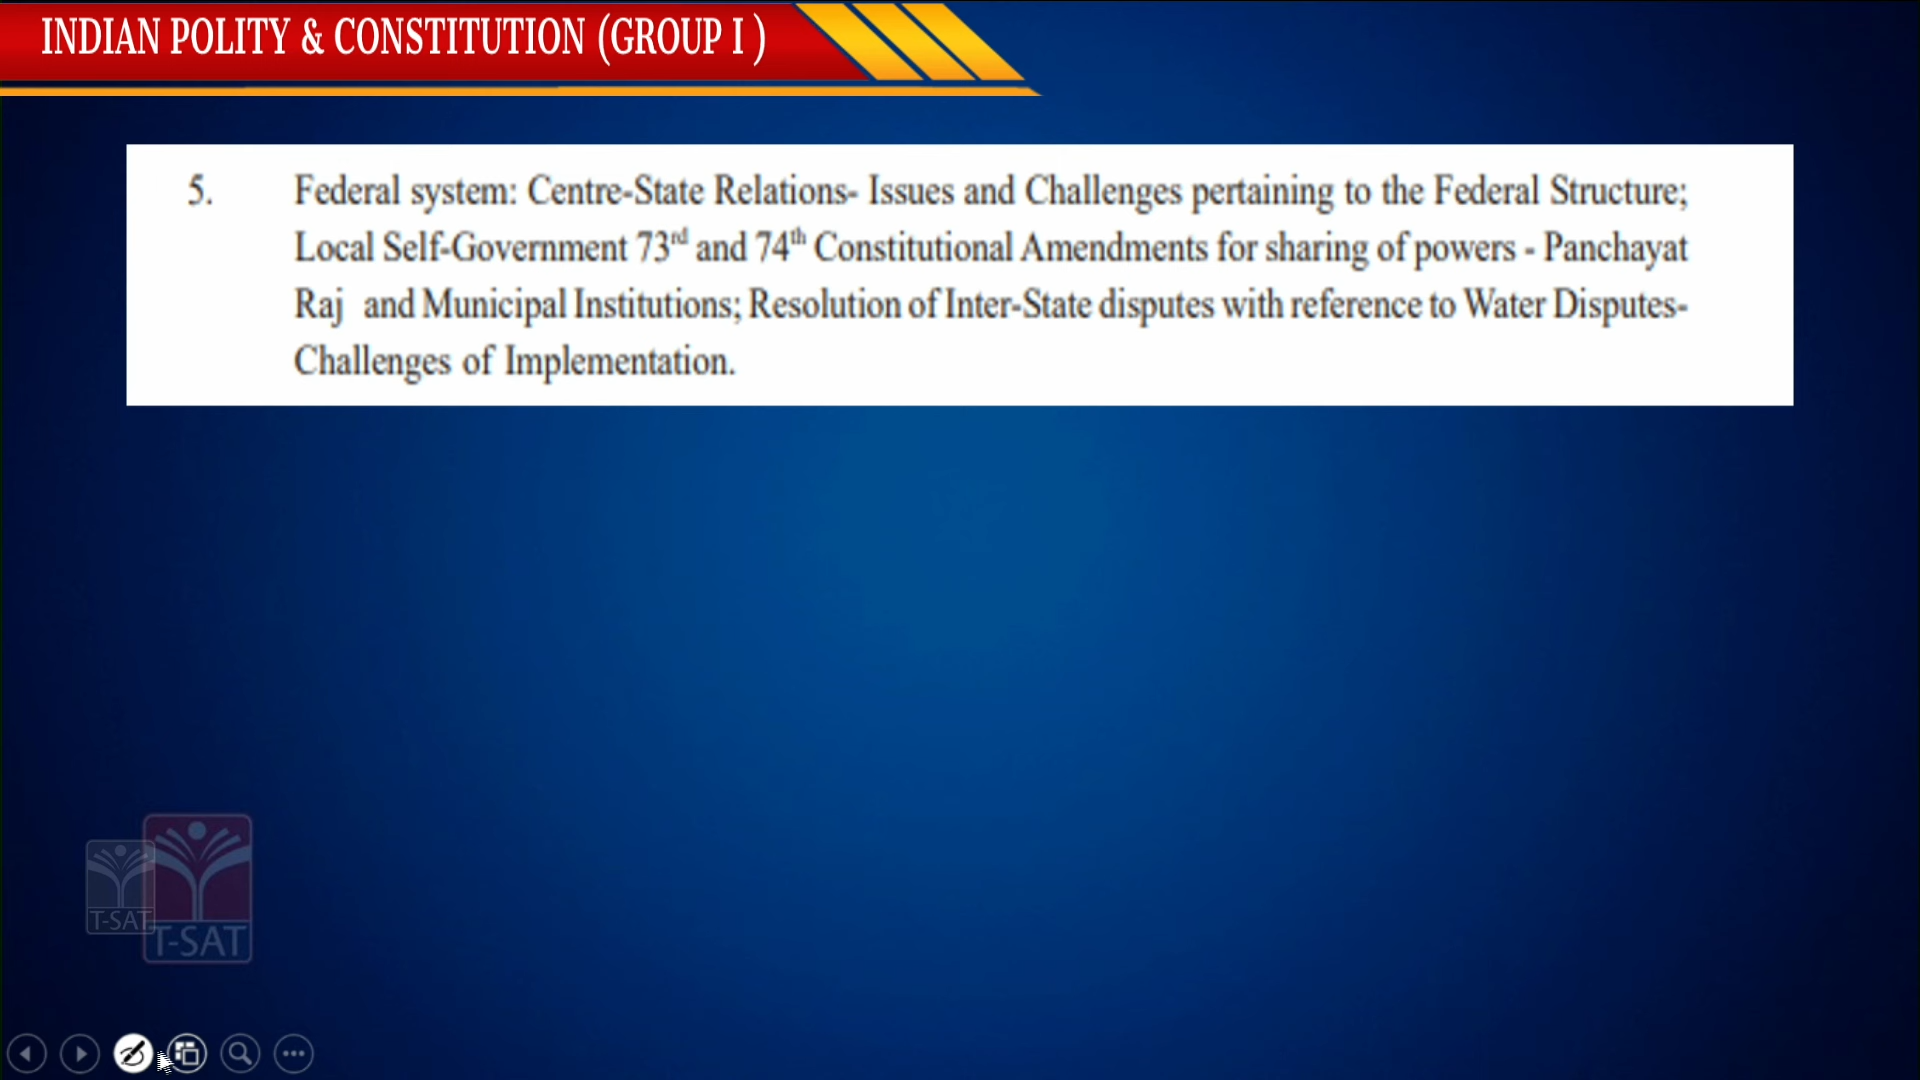 INDIAN POLITY & CONSTITUTION (GROUP I )
5. Federal system: Centre-State Relations- Issues and Challenges pertaining to the Federal Structure;
Local Self-Government 73rd and 74th Constitutional Amendments for sharing of powers - Panchayat
Raj and Municipal Institutions; Resolution of Inter-State disputes with reference to Water Disputes-
Challenges of Implementation.
T-SAT
T-SAT